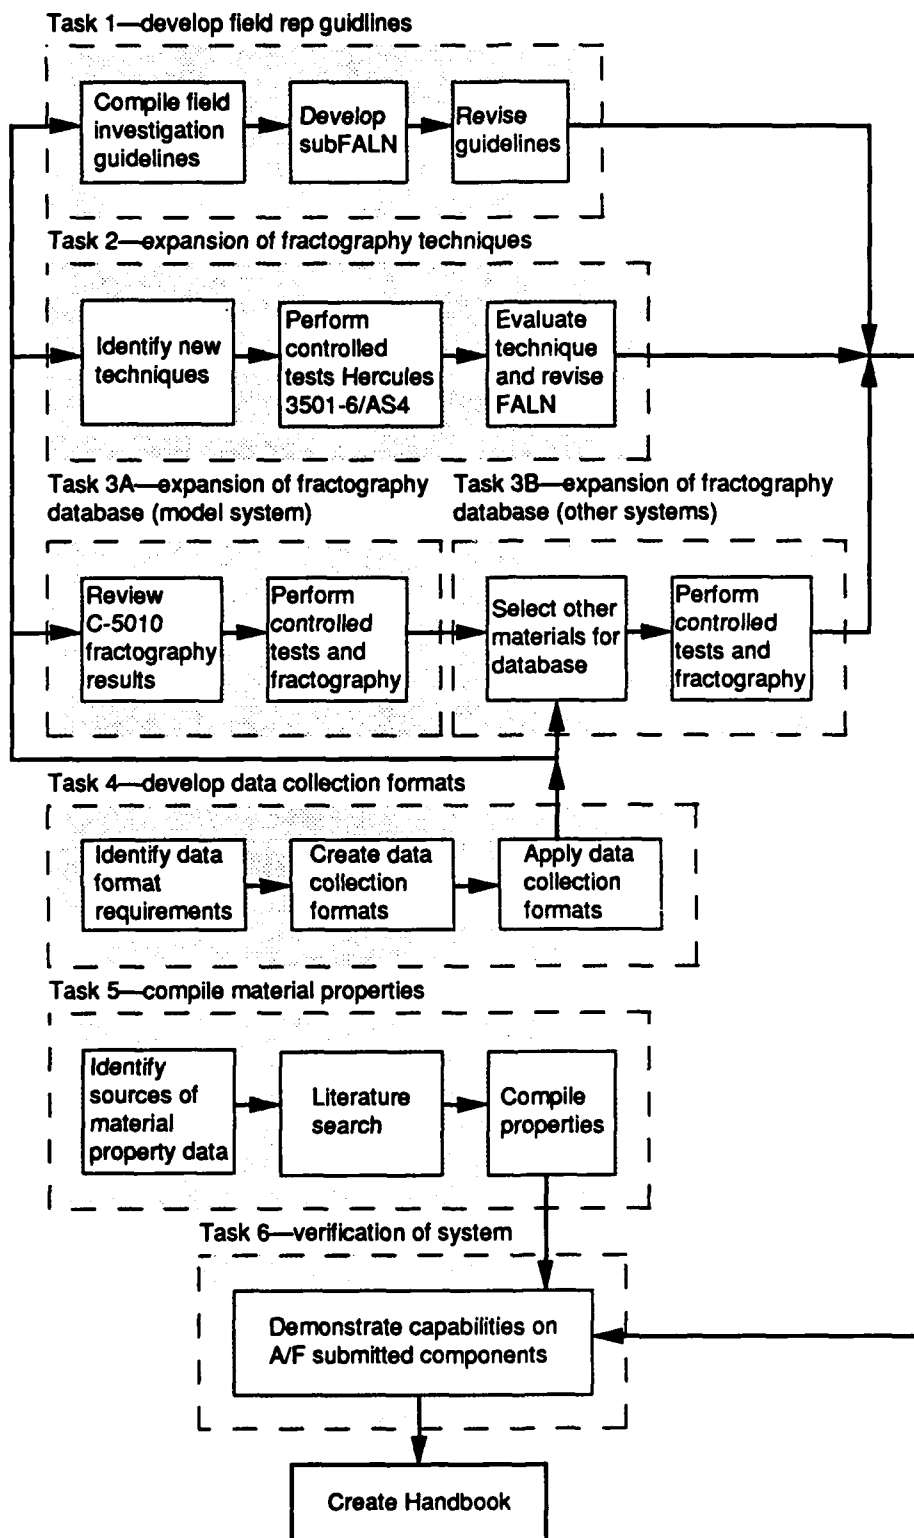 Task 1—develop field rep guidlines
Compile field
investigation
guidelines
Develop
subFALN
Revise
guidelines
Task 2—expansion of fractography techniques
Identify new
techniques
Perform
controlled
tests Hercules
3501-6/AS4
Evaluate
technique
and revise
FALN
Task 3A—expansion of fractography
database (model system)
Task 3B—expansion of fractography
database (other systems)
Review
C-5010
fractography
results
Perform
controlled
tests and
fractography
Select other
materials for
database
Perform
controlled
tests and
fractography
Task 4—develop data collection formats
Identify data
format
requirements
Create data
collection
formats
Apply data
collection
formats
Task 5—compile material properties
Identify
sources of
material
property data
Literature
search
Compile
properties
Task 6—verification of system
Demonstrate capabilities on
A/F submitted components
Create Handbook